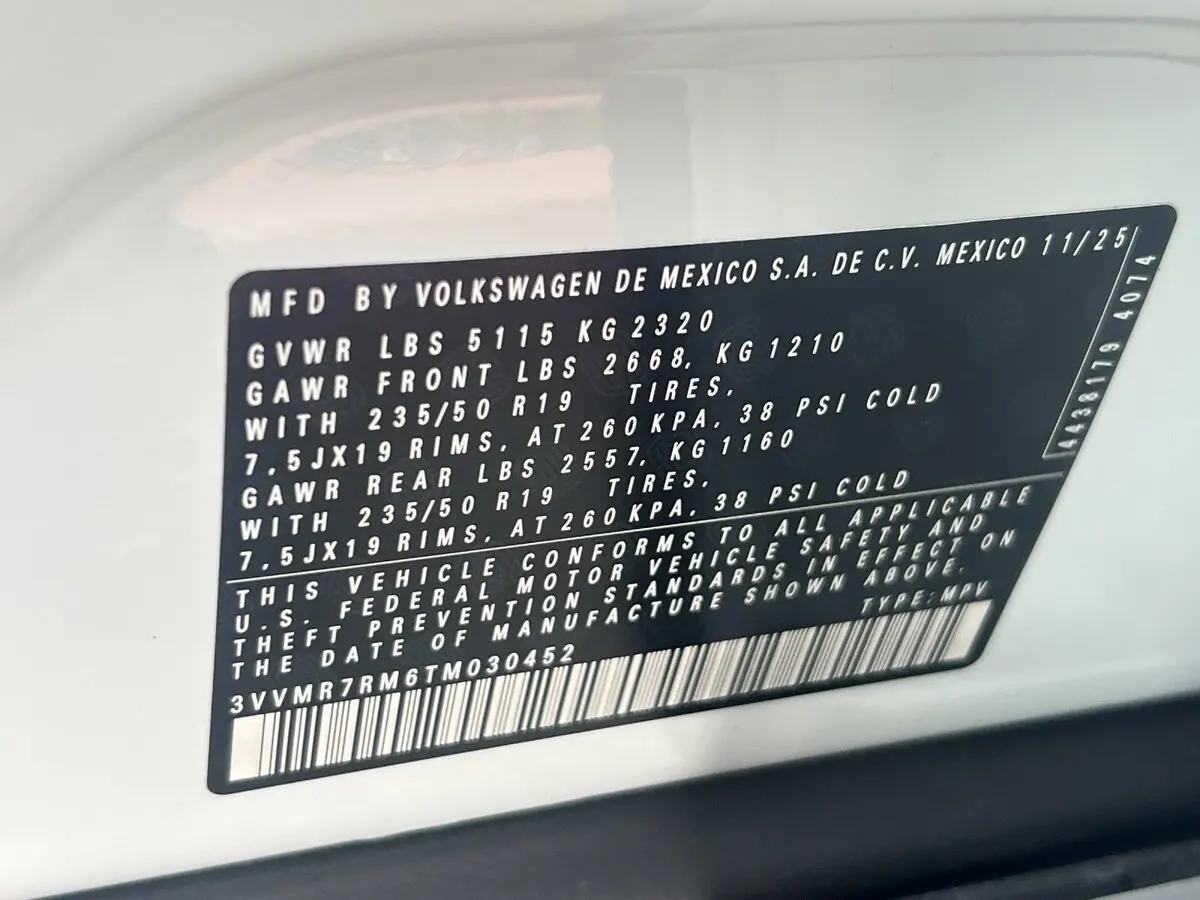 MFD BY VOLKSWAGEN DE MEXICO S.A. DE C.V. MEXICO 11/25
GVWR LBS 5115 KG 2320
GAWR FRONT LBS 2668, KG 1210
WITH 235/50 R19 TIRES,
7.5JX19 RIMS, AT 260 KPA, 38 PSI COLD
GAWR REAR LBS 2557, KG 1160
WITH 235/50 R19 TIRES,
7.5JX19 RIMS, AT 260 KPA, 38 PSI COLD
4438179 4074
THIS VEHICLE CONFORMS TO ALL APPLICABLE
U.S. FEDERAL MOTOR VEHICLE SAFETY AND
THEFT PREVENTION STANDARDS IN EFFECT ON
THE DATE OF MANUFACTURE SHOWN ABOVE.
TYPE:MPV
3VVMR7RM6TM030452